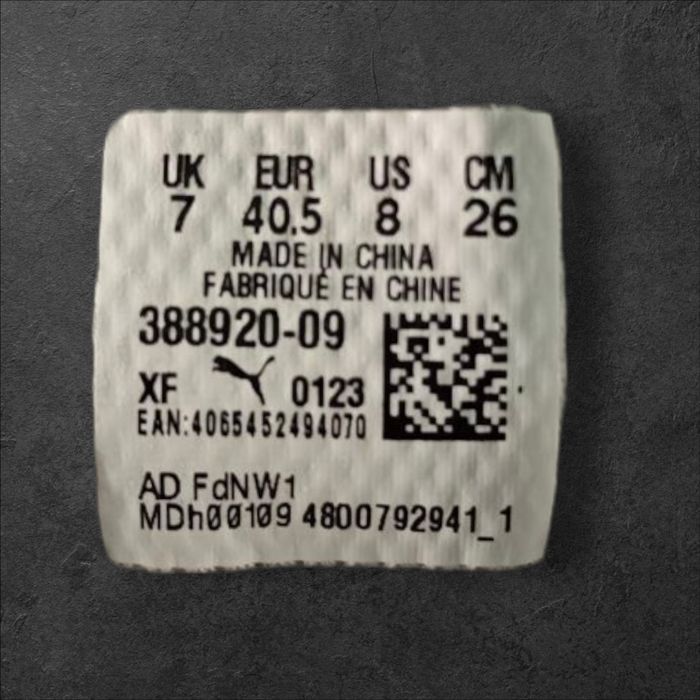 UK EUR US CM
7 40.5 8 26
MADE IN CHINA
FABRIQUÉ EN CHINE
388920-09
XF 0123
EAN:4065452494070
AD FdNW1
MDh00109 4800792941_1